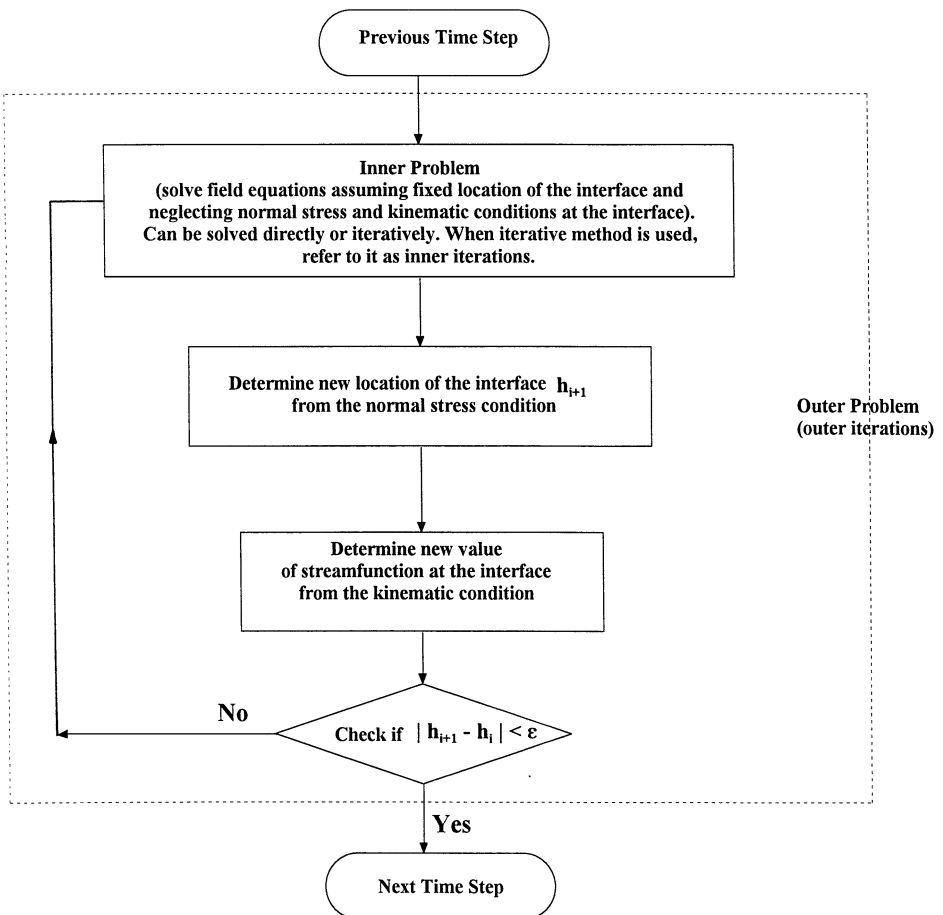 Previous Time Step
Inner Problem
(solve field equations assuming fixed location of the interface and
neglecting normal stress and kinematic conditions at the interface).
Can be solved directly or iteratively. When iterative method is used,
refer to it as inner iterations.
Determine new location of the interface h_{i+1}
from the normal stress condition
Outer Problem
(outer iterations)
Determine new value
of streamfunction at the interface
from the kinematic condition
No
Check if | h_{i+1} - h_i | < ε
Yes
Next Time Step